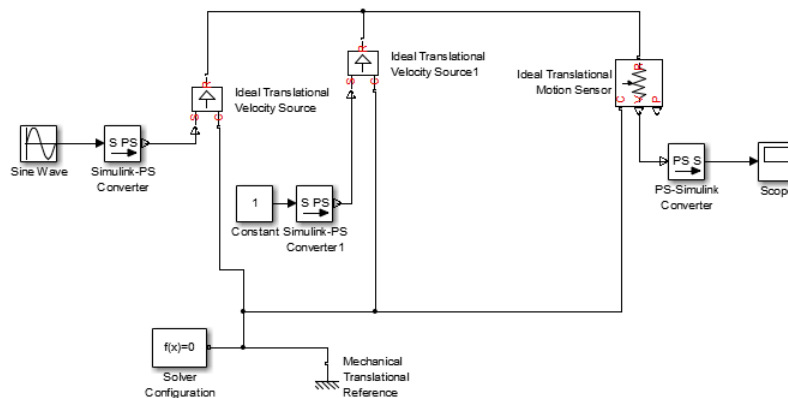 R
Ideal Translational
Velocity Source1
S
C
R
Ideal Translational
Velocity Source
S
C
Ideal Translational
Motion Sensor
R
C
V
P
Sine Wave
S PS
Simulink-PS
Converter
1
Constant
S PS
Simulink-PS
Converter1
PS S
PS-Simulink
Converter
Scope
f(x)=0
Solver
Configuration
Mechanical
Translational
Reference